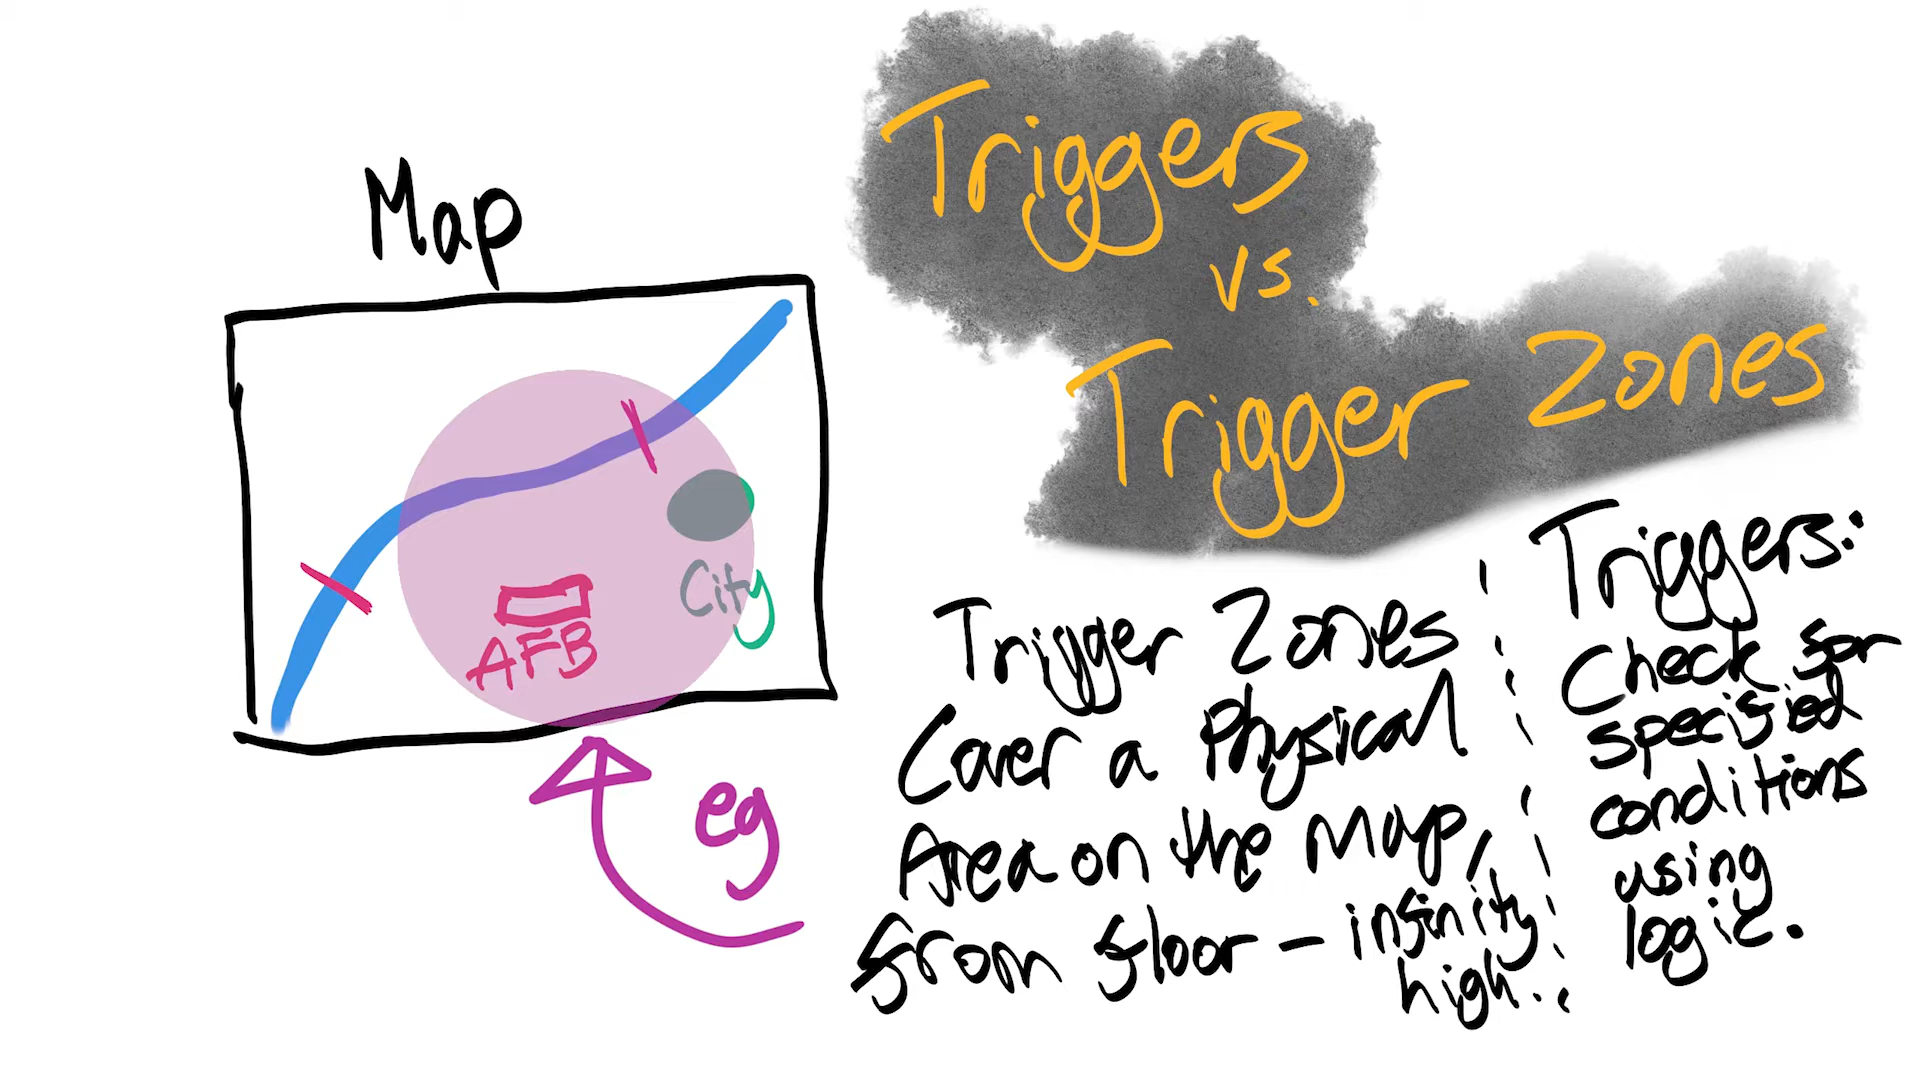 Triggers
vs.
Trigger Zones
Map
City
AFB
eg
Trigger Zones
Cover a Physical
Area on the Map,
from floor - infinity
high.
Triggers:
Check for
specified
conditions
using
logic.